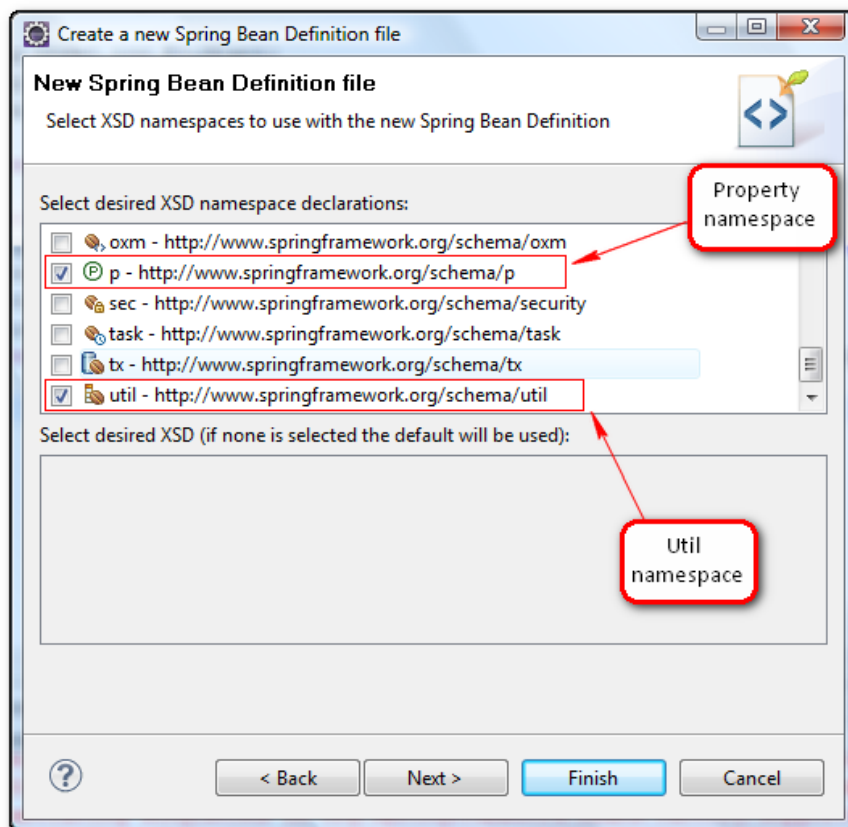 Create a new Spring Bean Definition file
New Spring Bean Definition file
Select XSD namespaces to use with the new Spring Bean Definition
Select desired XSD namespace declarations:
Property
namespace
oxm - http://www.springframework.org/schema/oxm
P p - http://www.springframework.org/schema/p
sec - http://www.springframework.org/schema/security
task - http://www.springframework.org/schema/task
tx - http://www.springframework.org/schema/tx
util - http://www.springframework.org/schema/util
Select desired XSD (if none is selected the default will be used):
Util
namespace
? < Back Next > Finish Cancel